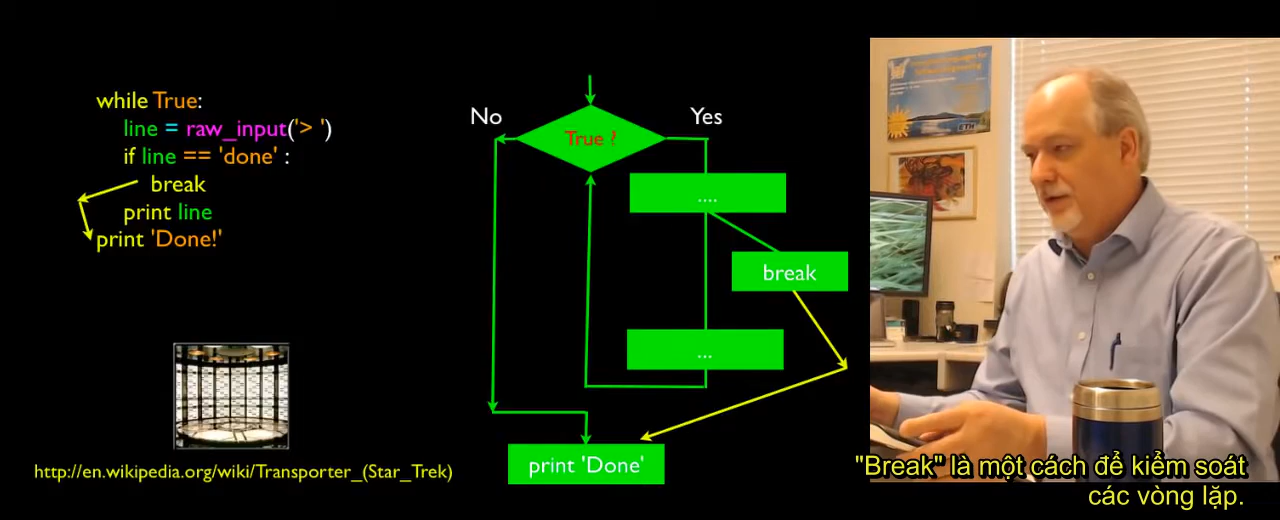 while True:
line = raw_input('> ')
if line == 'done' :
break
print line
print 'Done!'
http://en.wikipedia.org/wiki/Transporter_(Star_Trek)
No
Yes
True ?
....
break
...
print 'Done'
ETH
"Break" là một cách để kiểm soát
các vòng lặp.